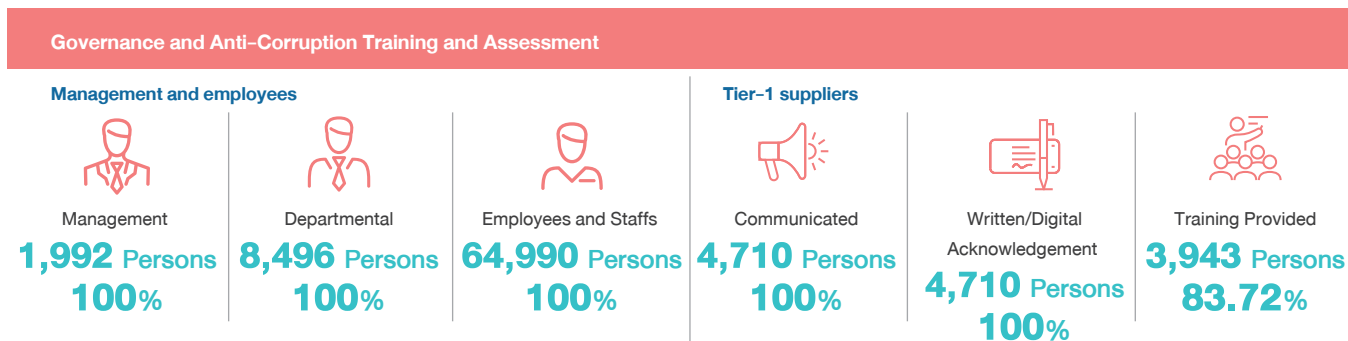 Governance and Anti-Corruption Training and Assessment
Management and employees
Management
1,992 Persons
100%
Departmental
8,496 Persons
100%
Employees and Staffs
64,990 Persons
100%
Tier-1 suppliers
Communicated
4,710 Persons
100%
Written/Digital
Acknowledgement
4,710 Persons
100%
Training Provided
3,943 Persons
83.72%